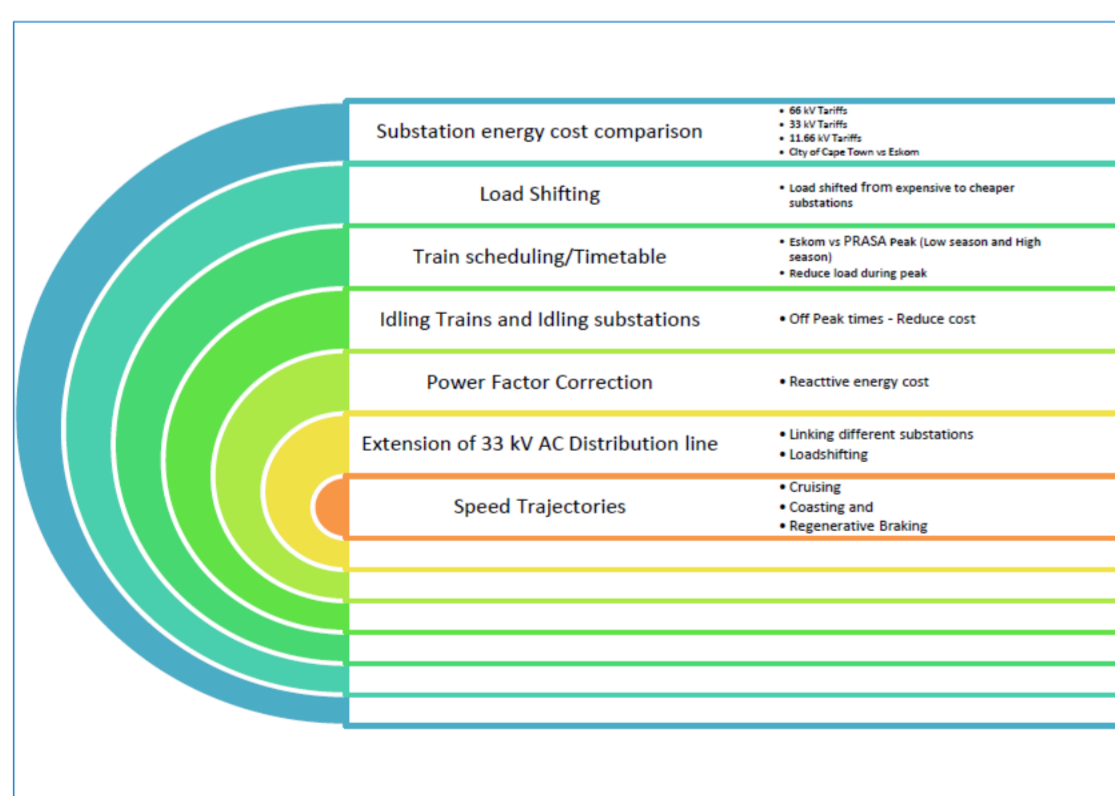 Substation energy cost comparison
• 66 kV Tariffs
• 33 kV Tariffs
• 11.66 kV Tariffs
• City of Cape Town vs Eskom
Load Shifting
• Load shifted from expensive to cheaper
substations
Train scheduling/Timetable
• Eskom vs PRASA Peak (Low season and High
season)
• Reduce load during peak
Idling Trains and Idling substations
• Off Peak times - Reduce cost
Power Factor Correction
• Reacttive energy cost
Extension of 33 kV AC Distribution line
• Linking different substations
• Loadshifting
Speed Trajectories
• Cruising
• Coasting and
• Regenerative Braking